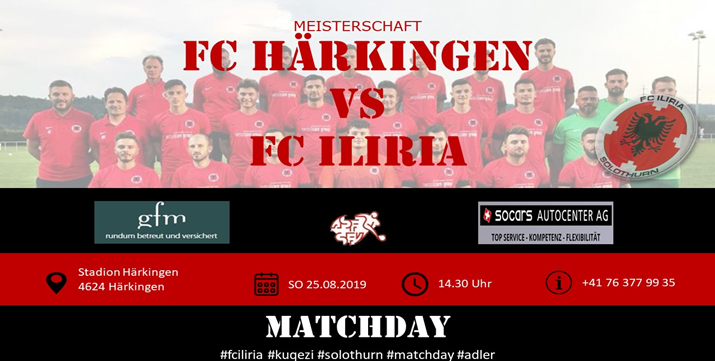 MEISTERSCHAFT
FC HÄRKINGEN
VS
FC ILIRIA
FC ILIRIA
SOLOTHURN
gfm
rundum betreut und versichert
socars AUTOCENTER AG
TOP SERVICE - KOMPETENZ - FLEXIBILITÄT
Stadion Härkingen
4624 Härkingen
SO 25.08.2019
14.30 Uhr
+41 76 377 99 35
MATCHDAY
#fciliria #kuqezi #solothurn #matchday #adler